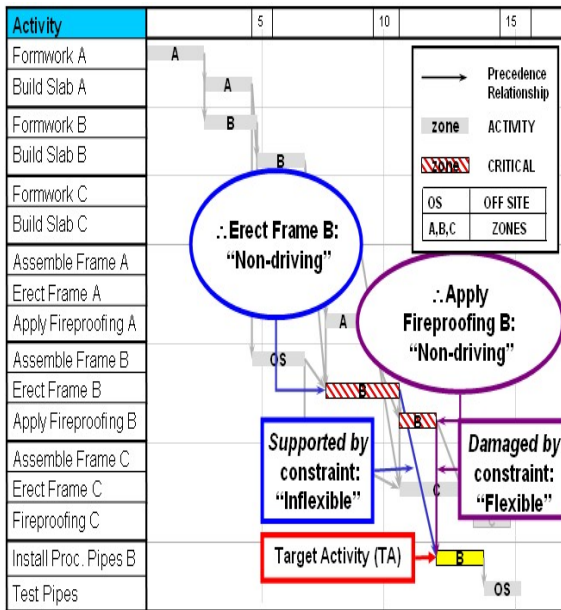 Activity
5
10
15
Formwork A
A
Build Slab A
A
Formwork B
B
Build Slab B
B
Formwork C
Build Slab C
Assemble Frame A
Erect Frame A
Apply Fireproofing A
A
Assemble Frame B
OS
Erect Frame B
B
Apply Fireproofing B
B
Assemble Frame C
Erect Frame C
C
Fireproofing C
Install Proc. Pipes B
B
Test Pipes
OS
Precedence
Relationship
zone
ACTIVITY
zone
CRITICAL
OS
OFF SITE
A,B,C
ZONES
∴Erect Frame B:
“Non-driving”
∴Apply
Fireproofing B:
“Non-driving”
Supported by
constraint:
“Inflexible”
Damaged by
constraint:
“Flexible”
Target Activity (TA)